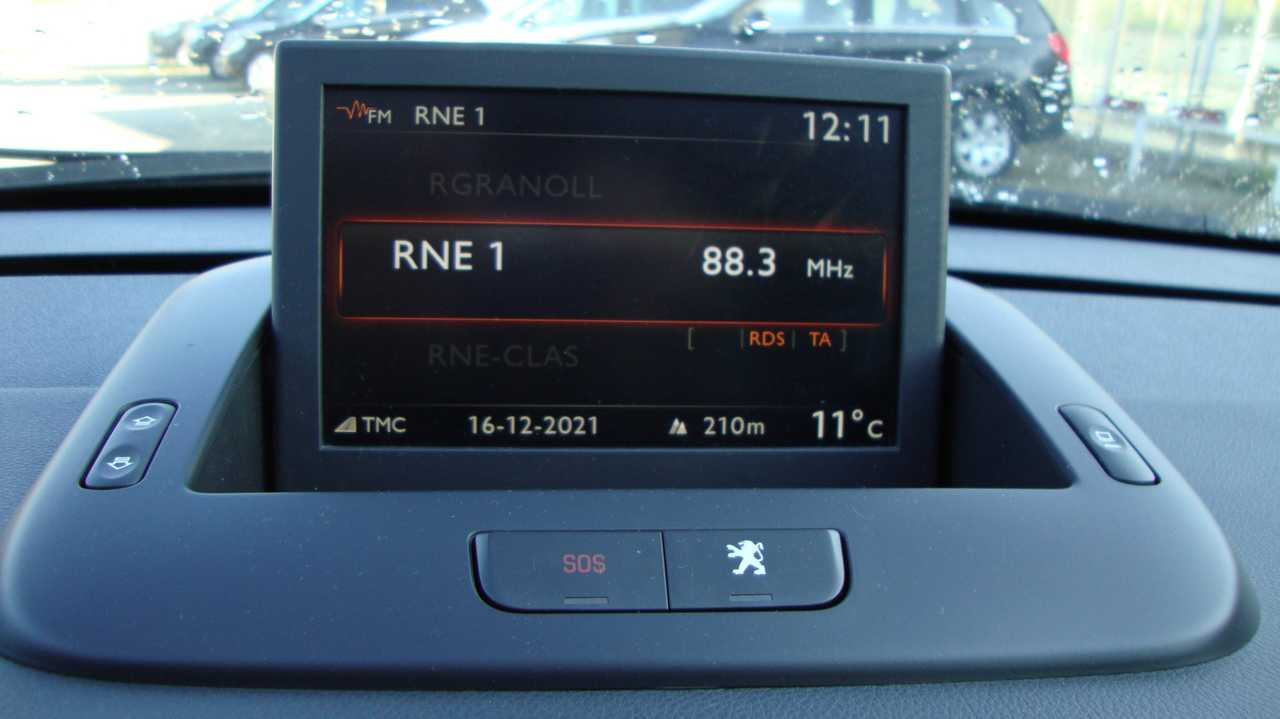 FM RNE 1 12:11
RGRANOLL
RNE 1 88.3 MHz
[ | RDS | TA ]
RNE-CLAS
TMC 16-12-2021 210m 11°C
SOS